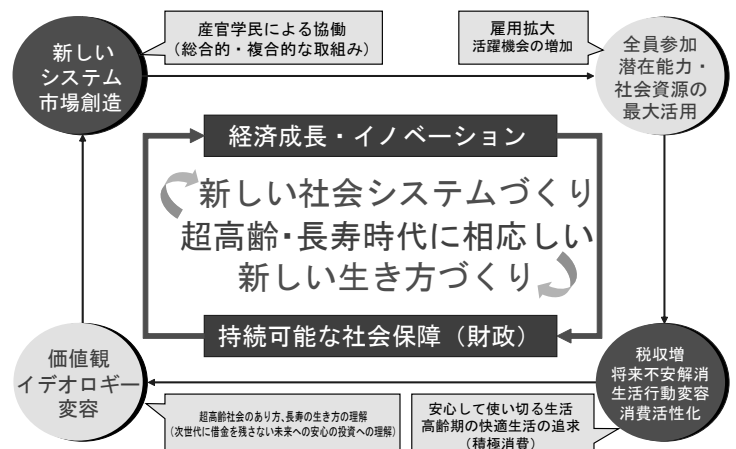 新しい
システム
市場創造
産官学民による協働
（総合的・複合的な取組み）
雇用拡大
活躍機会の増加
全員参加
潜在能力・
社会資源の
最大活用
経済成長・イノベーション
新しい社会システムづくり
超高齢・長寿時代に相応しい
新しい生き方づくり
持続可能な社会保障（財政）
価値観
イデオロギー
変容
超高齢社会のあり方、長寿の生き方の理解
（次世代に借金を残さない未来への安心の投資への理解）
安心して使い切る生活
高齢期の快適生活の追求
（積極消費）
税収増
将来不安解消
生活行動変容
消費活性化